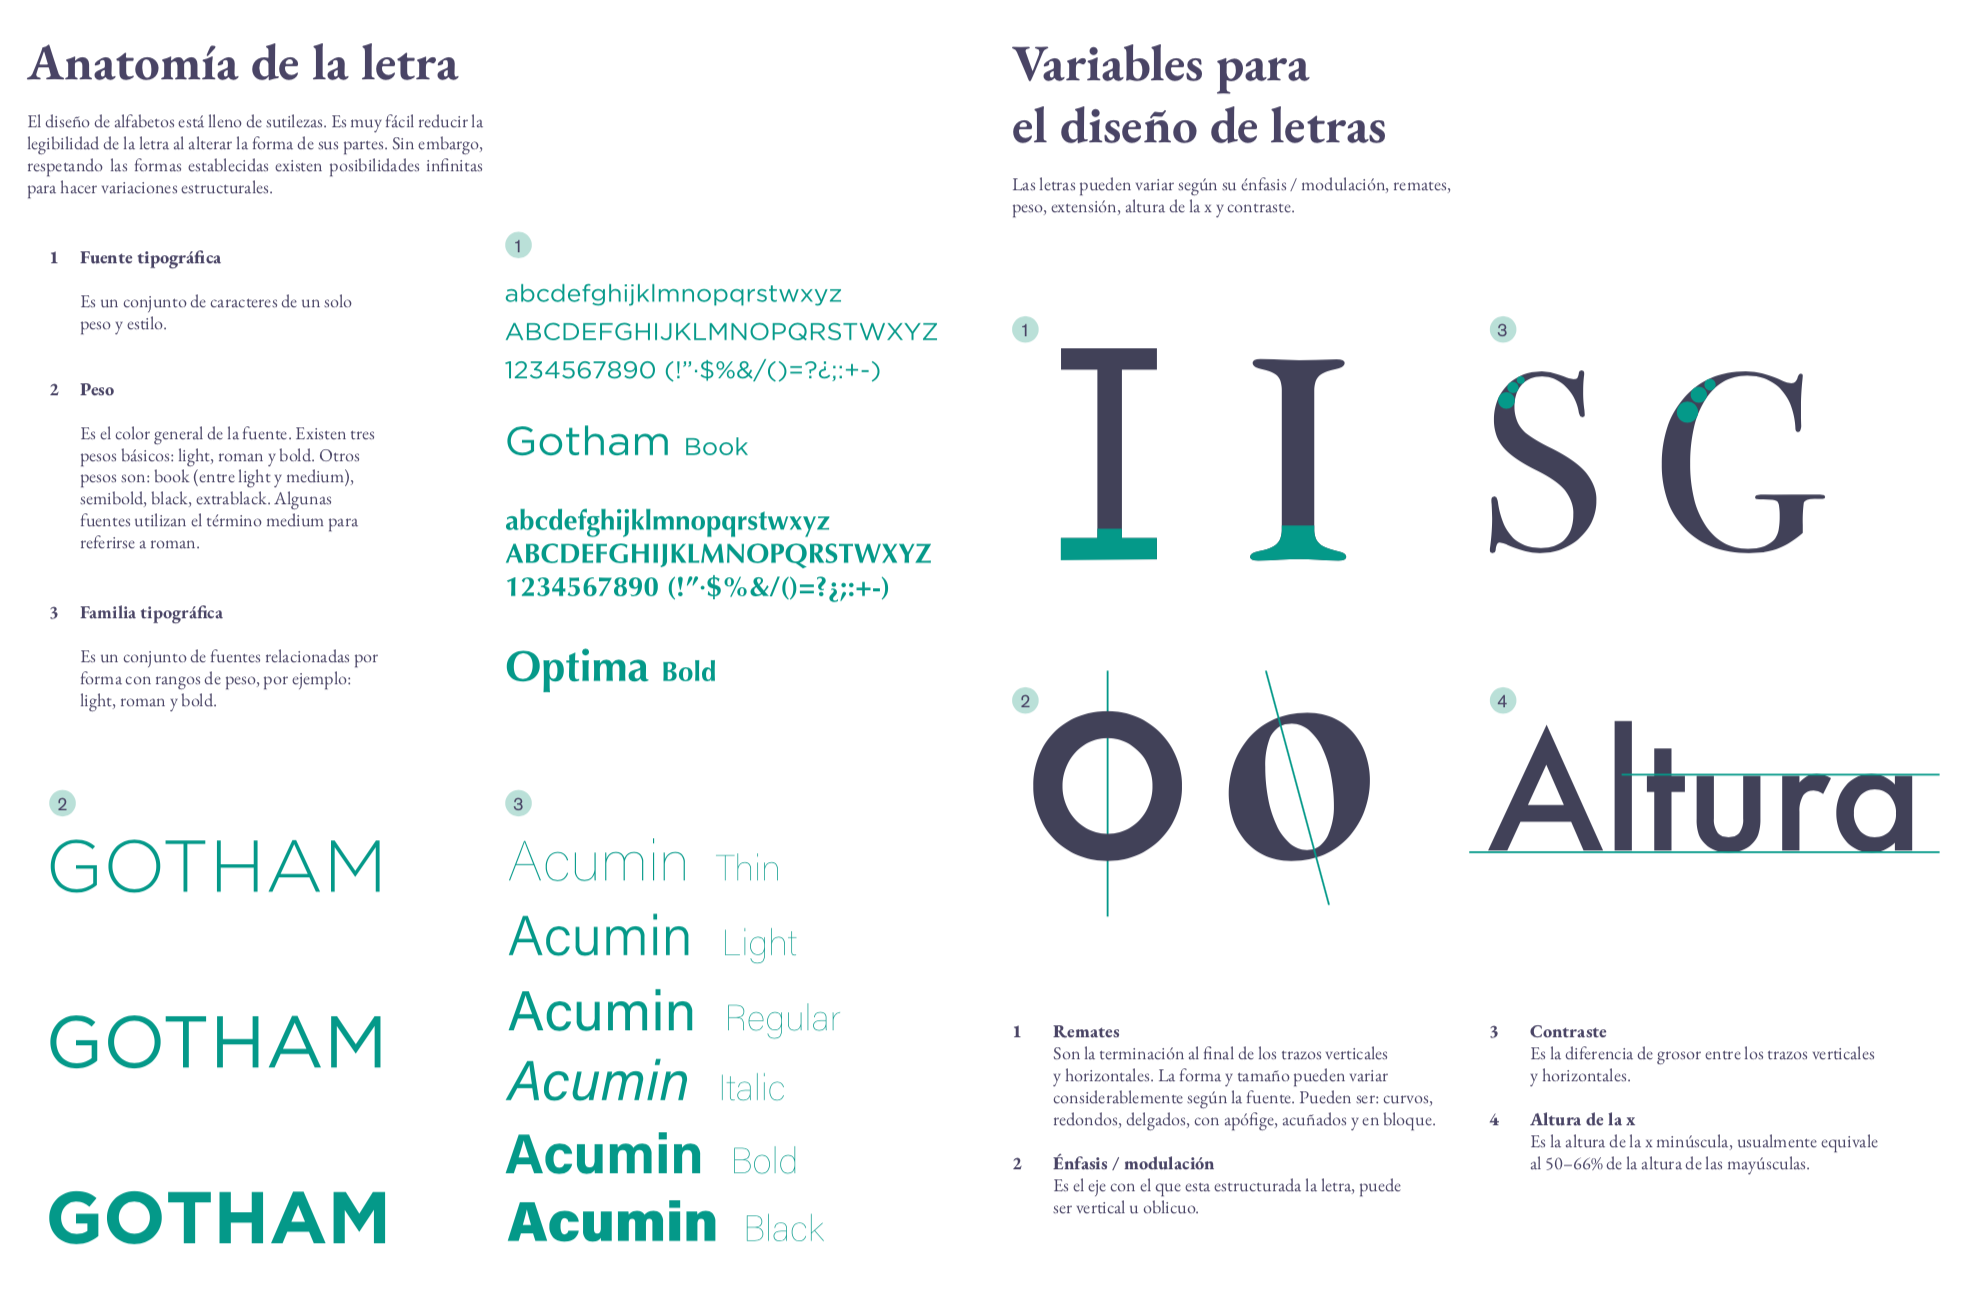 Anatomía de la letra
El diseño de alfabetos está lleno de sutilezas. Es muy fácil reducir la
legibilidad de la letra al alterar la forma de sus partes. Sin embargo,
respetando las formas establecidas existen posibilidades infinitas
para hacer variaciones estructurales.
1 Fuente tipográfica
Es un conjunto de caracteres de un solo
peso y estilo.
2 Peso
Es el color general de la fuente. Existen tres
pesos básicos: light, roman y bold. Otros
pesos son: book (entre light y medium),
semibold, black, extrablack. Algunas
fuentes utilizan el término medium para
referirse a roman.
3 Familia tipográfica
Es un conjunto de fuentes relacionadas por
forma con rangos de peso, por ejemplo:
light, roman y bold.
1
abcdefghijklmnopqrstwxyz
ABCDEFGHIJKLMNOPQRSTWXYZ
1234567890 (!”·$%&/()=?¿;:+-)
Gotham Book
abcdefghijklmnopqrstwxyz
ABCDEFGHIJKLMNOPQRSTWXYZ
1234567890 (!”·$%&/()=?¿;:+-)
Optima Bold
2
GOTHAM
GOTHAM
GOTHAM
3
Acumin Thin
Acumin Light
Acumin Regular
Acumin Italic
Acumin Bold
Acumin Black
Variables para
el diseño de letras
Las letras pueden variar según su énfasis / modulación, remates,
peso, extensión, altura de la x y contraste.
1
I I
3
S G
2
O O
4
Altura
1 Remates
Son la terminación al final de los trazos verticales
y horizontales. La forma y tamaño pueden variar
considerablemente según la fuente. Pueden ser: curvos,
redondos, delgados, con apófige, acuñados y en bloque.
2 Énfasis / modulación
Es el eje con el que esta estructurada la letra, puede
ser vertical u oblicuo.
3 Contraste
Es la diferencia de grosor entre los trazos verticales
y horizontales.
4 Altura de la x
Es la altura de la x minúscula, usualmente equivale
al 50–66% de la altura de las mayúsculas.